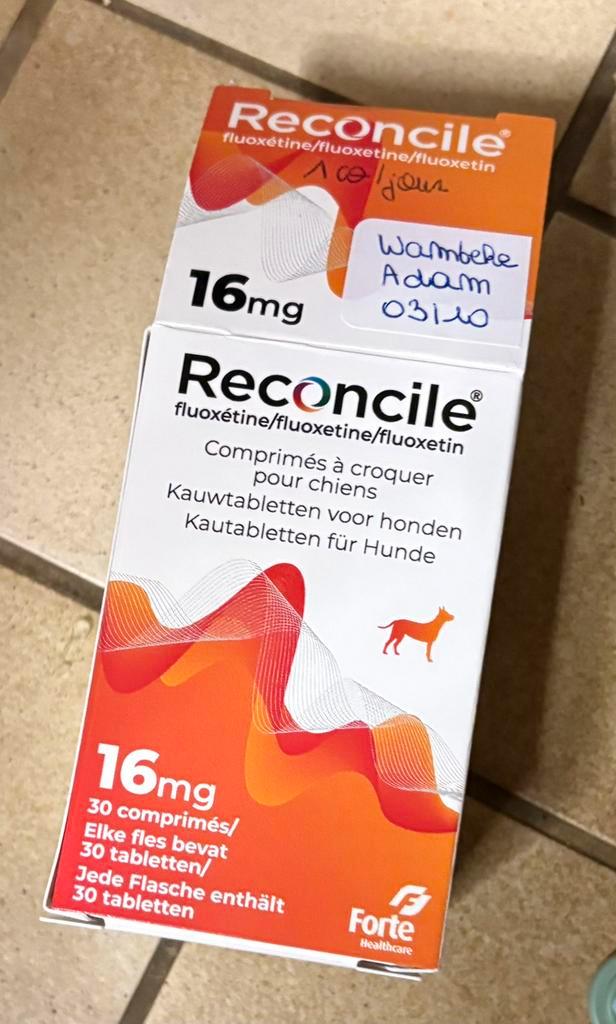 Reconcile®
fluoxétine/fluoxetine/fluoxetin
1 co/jour
Wambeke
Adam
03/10
16mg
Reconcile®
fluoxétine/fluoxetine/fluoxetin
Comprimés à croquer
pour chiens
Kauwtabletten voor honden
Kautabletten für Hunde
16mg
30 comprimés/
Elke fles bevat
30 tabletten/
Jede Flasche enthält
30 tabletten
Forte
Healthcare